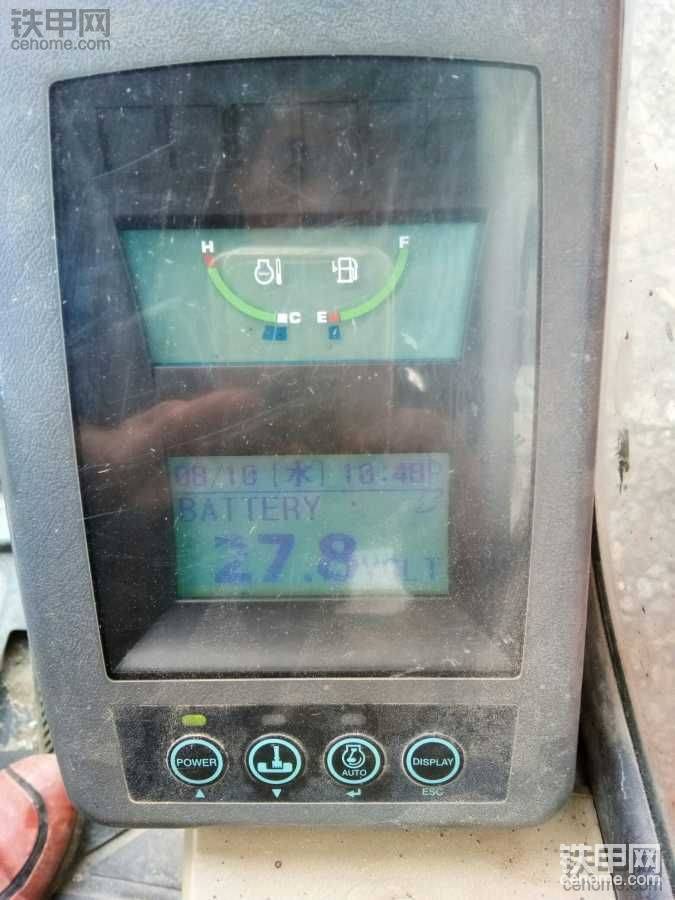 铁甲网
cehome.com
H F
C E
08/10 [水] 10:48
BATTERY
27.8 VOLT
POWER AUTO DISPLAY
ESC
铁甲网
cehome.com